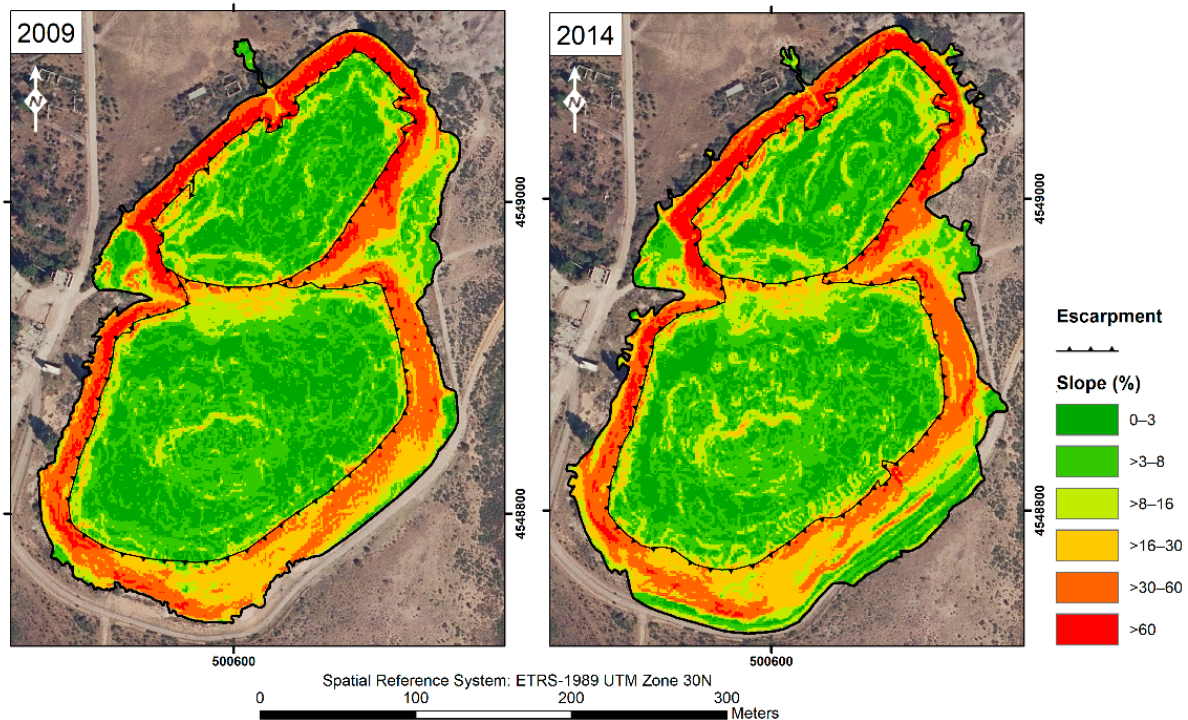 2009
2014
N
N
4549000
4548800
4549000
4548800
500600
500600
Escarpment
Slope (%)
0–3
>3–8
>8–16
>16–30
>30–60
>60
Spatial Reference System: ETRS-1989 UTM Zone 30N
0 100 200 300
Meters